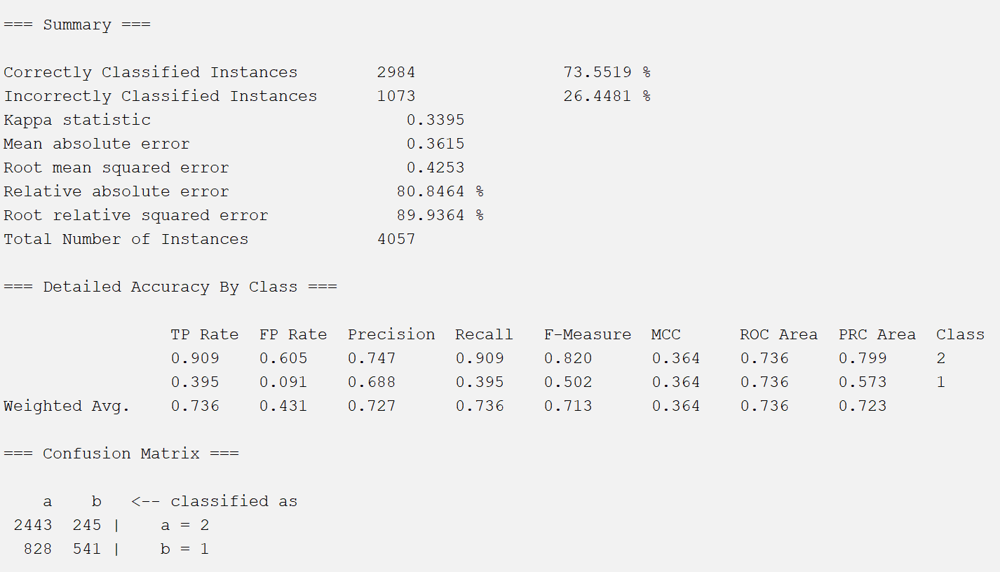 === Summary ===
Correctly Classified Instances 2984 73.5519 %
Incorrectly Classified Instances 1073 26.4481 %
Kappa statistic 0.3395
Mean absolute error 0.3615
Root mean squared error 0.4253
Relative absolute error 80.8464 %
Root relative squared error 89.9364 %
Total Number of Instances 4057
=== Detailed Accuracy By Class ===
TP Rate FP Rate Precision Recall F-Measure MCC ROC Area PRC Area Class
0.909 0.605 0.747 0.909 0.820 0.364 0.736 0.799 2
0.395 0.091 0.688 0.395 0.502 0.364 0.736 0.573 1
Weighted Avg. 0.736 0.431 0.727 0.736 0.713 0.364 0.736 0.723
=== Confusion Matrix ===
a b <-- classified as
2443 245 | a = 2
828 541 | b = 1